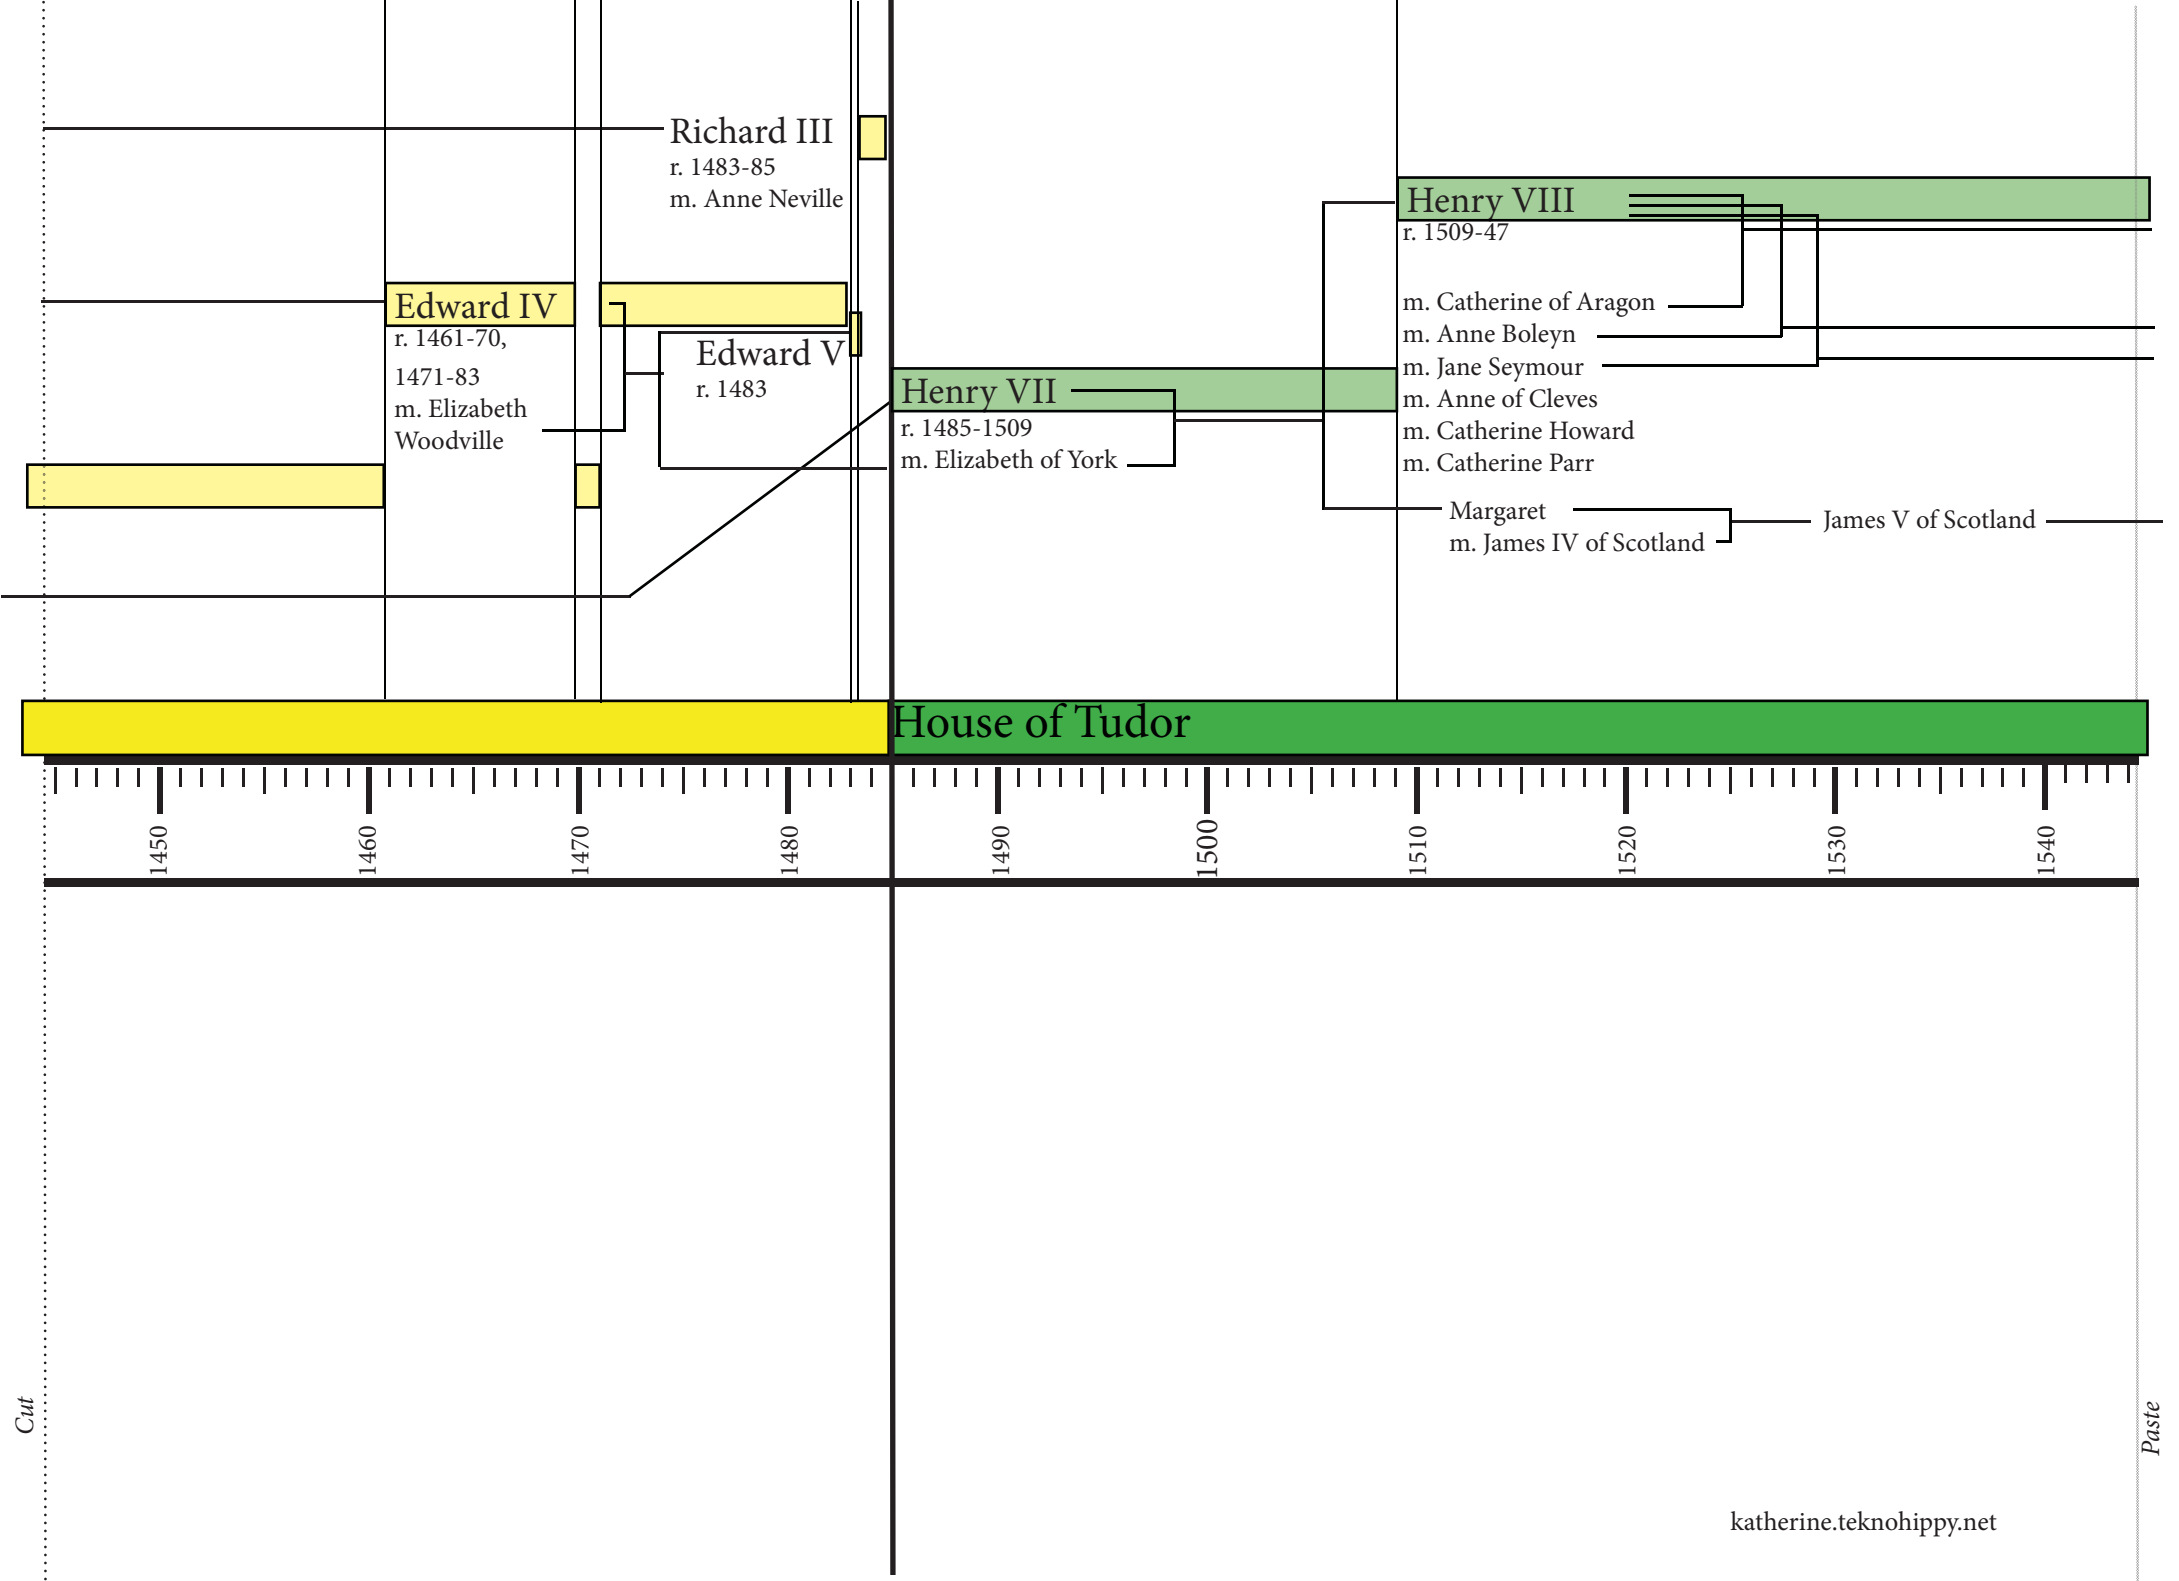 Richard III
r. 1483-85
m. Anne Neville
Edward IV
r. 1461-70,
1471-83
m. Elizabeth
Woodville
Edward V
r. 1483
Henry VII
r. 1485-1509
m. Elizabeth of York
Henry VIII
r. 1509-47
m. Catherine of Aragon
m. Anne Boleyn
m. Jane Seymour
m. Anne of Cleves
m. Catherine Howard
m. Catherine Parr
Margaret
m. James IV of Scotland
James V of Scotland
House of Tudor
1450
1460
1470
1480
1490
1500
1510
1520
1530
1540
Cut
Paste
katherine.teknohippy.net